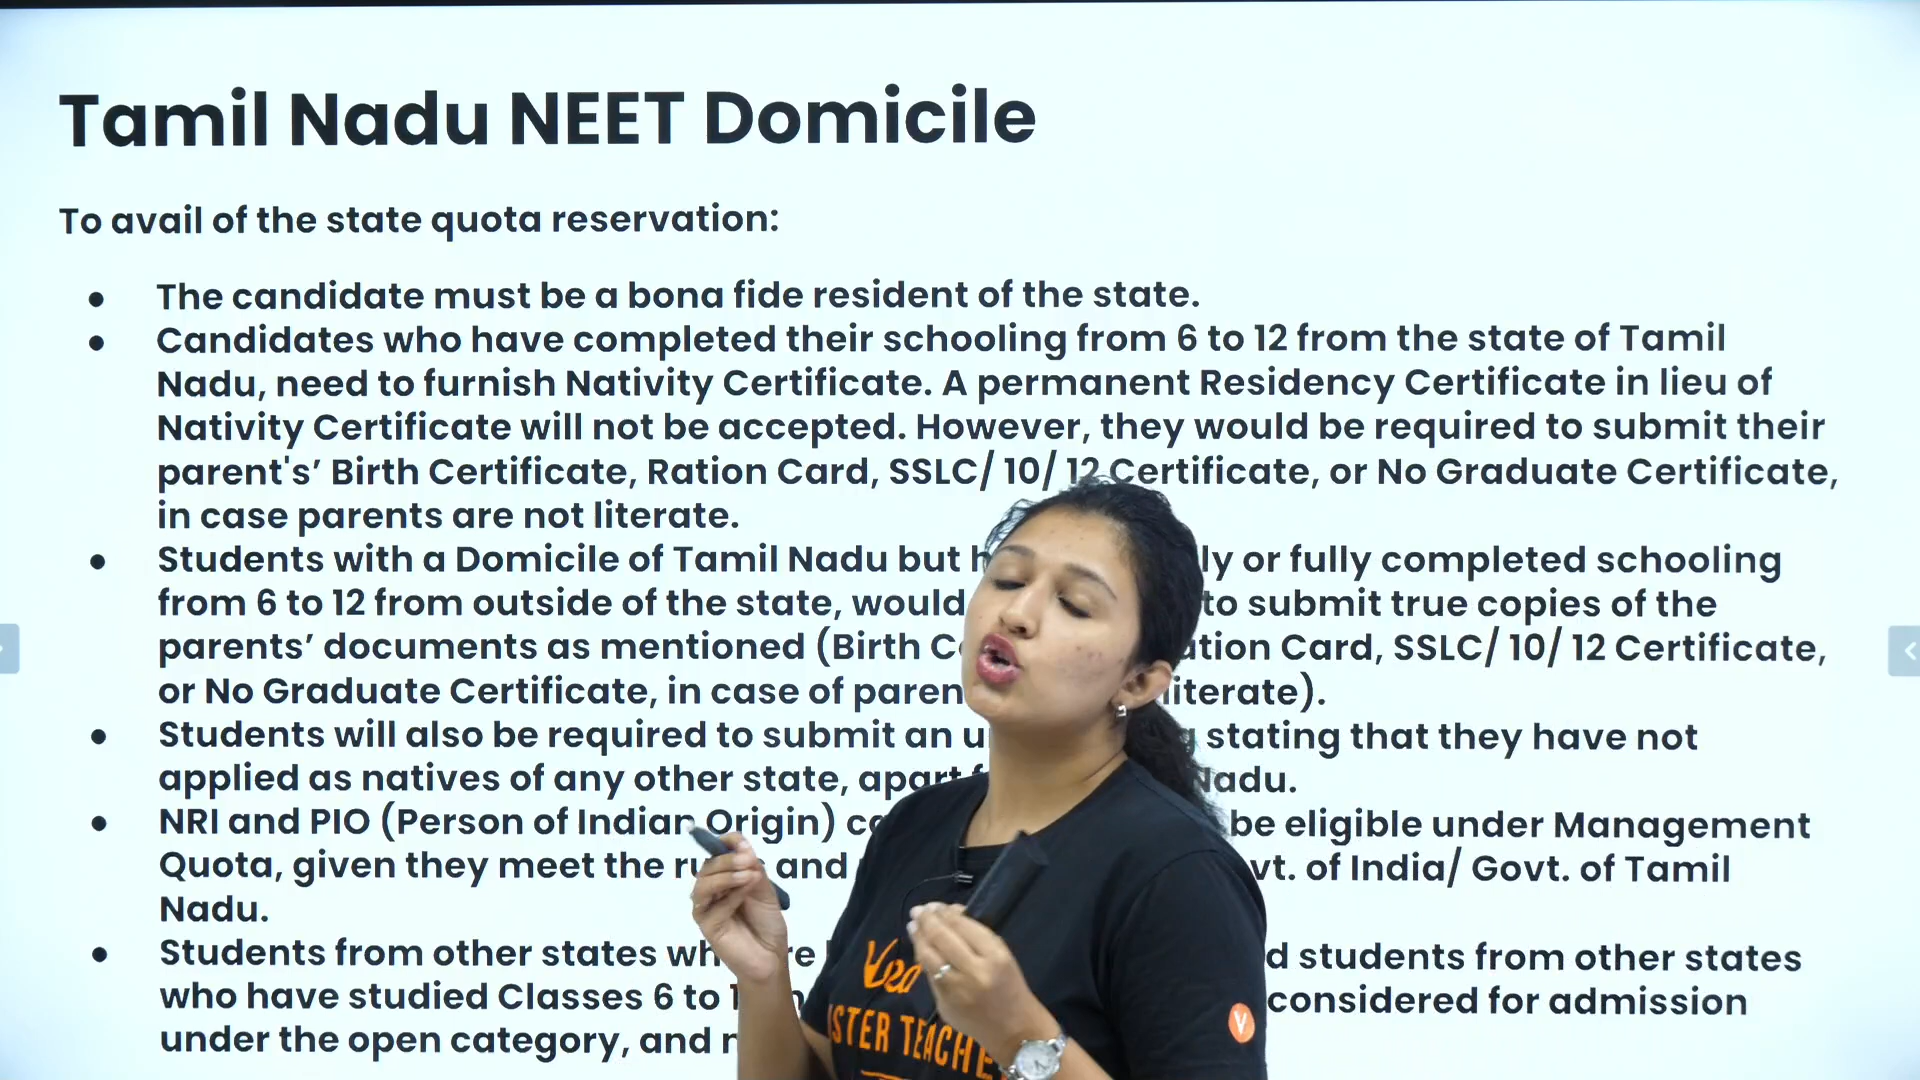 Tamil Nadu NEET Domicile
To avail of the state quota reservation:
● The candidate must be a bona fide resident of the state.
● Candidates who have completed their schooling from 6 to 12 from the state of Tamil
Nadu, need to furnish Nativity Certificate. A permanent Residency Certificate in lieu of
Nativity Certificate will not be accepted. However, they would be required to submit their
parent's’ Birth Certificate, Ration Card, SSLC/ 10/ 12 Certificate, or No Graduate Certificate,
in case parents are not literate.
● Students with a Domicile of Tamil Nadu but or fully completed schooling
from 6 to 12 from outside of the state, would to submit true copies of the
parents’ documents as mentioned (Birth Card, SSLC/ 10/ 12 Certificate,
or No Graduate Certificate, in case of
● Students will also be required to submit an stating that they have not
applied as natives of any other state, apart Nadu.
● NRI and PIO (Person of Indian Origin) be eligible under Management
Quota, given they meet the and of India/ Govt. of Tamil
Nadu.
● Students from other states students from other states
who have studied Classes 6 to considered for admission
under the open category, and